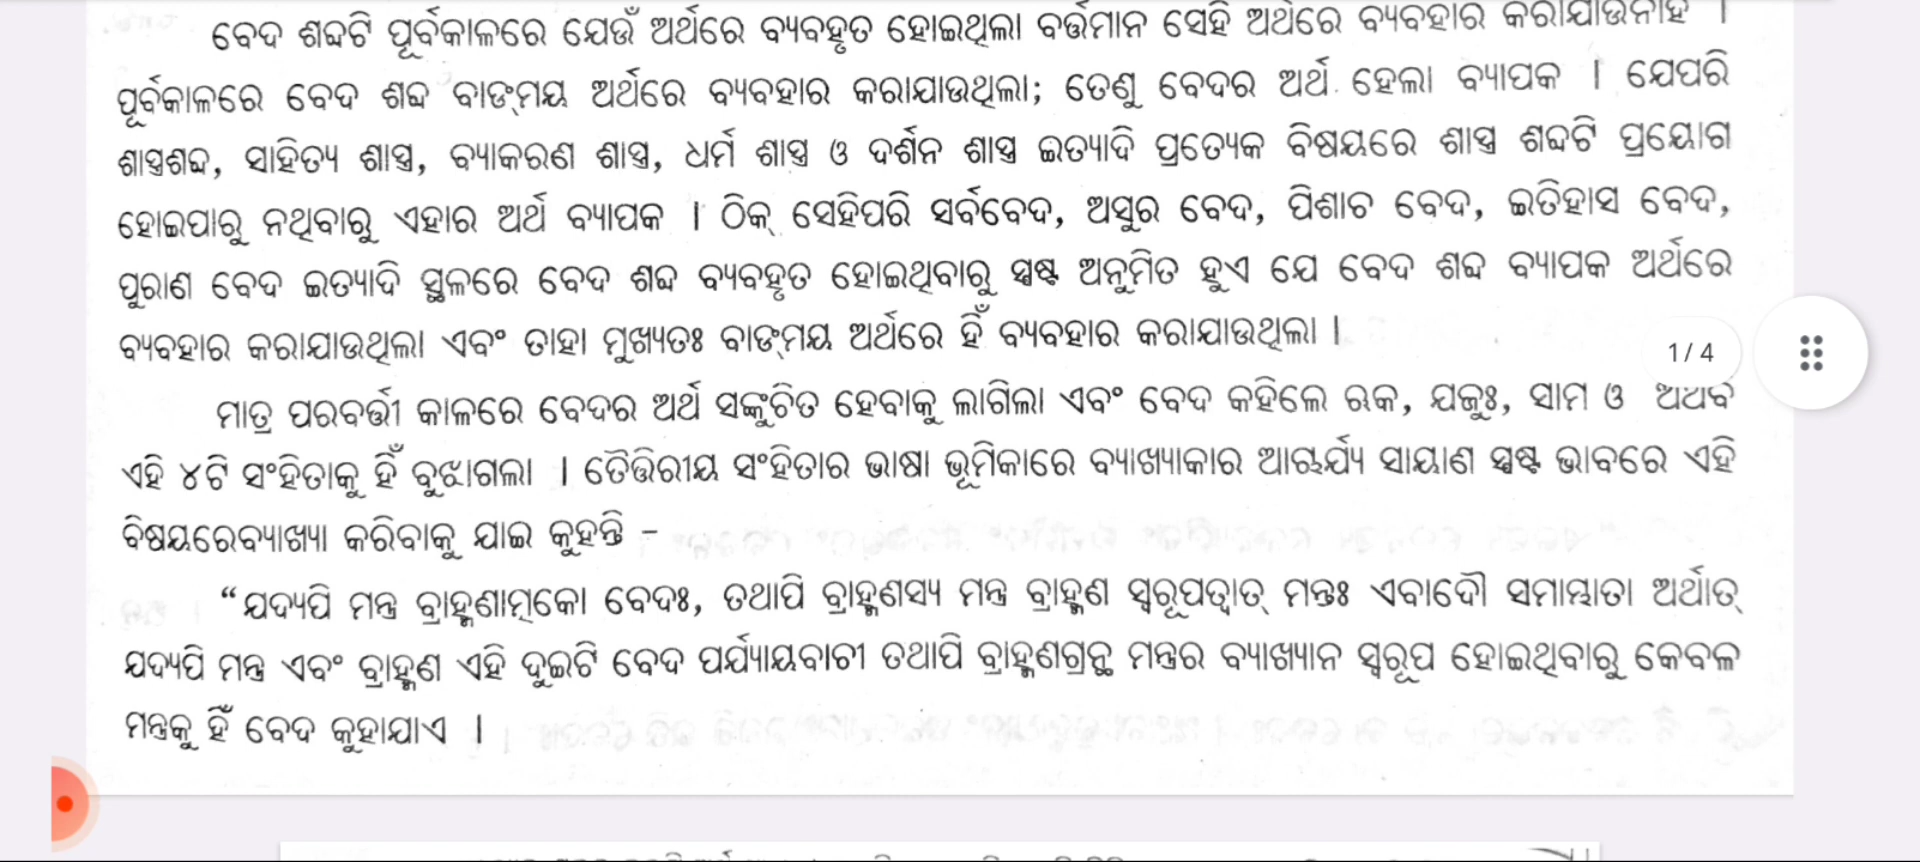 ବେଦ ଶବ୍ଦଟି ପୂର୍ବକାଳରେ ଯେଉଁ ଅର୍ଥରେ ବ୍ୟବହୃତ ହୋଇଥିଲା ବର୍ତ୍ତମାନ ସେହି ଅର୍ଥରେ ବ୍ୟବହାର କରାଯାଉନାହିଁ ।
ପୂର୍ବକାଳରେ ବେଦ ଶବ୍ଦ ବାଙ୍ମୟ ଅର୍ଥରେ ବ୍ୟବହାର କରାଯାଉଥିଲା; ତେଣୁ ବେଦର ଅର୍ଥ ହେଲା ବ୍ୟାପକ । ଯେପରି
ଶାସ୍ତ୍ରଶବ୍ଦ, ସାହିତ୍ୟ ଶାସ୍ତ୍ର, ବ୍ୟାକରଣ ଶାସ୍ତ୍ର, ଧର୍ମ ଶାସ୍ତ୍ର ଓ ଦର୍ଶନ ଶାସ୍ତ୍ର ଇତ୍ୟାଦି ପ୍ରତ୍ୟେକ ବିଷୟରେ ଶାସ୍ତ୍ର ଶବ୍ଦଟି ପ୍ରୟୋଗ
ହୋଇପାରୁ ନଥିବାରୁ ଏହାର ଅର୍ଥ ବ୍ୟାପକ । ଠିକ୍ ସେହିପରି ସର୍ବବେଦ, ଅସୁର ବେଦ, ପିଶାଚ ବେଦ, ଇତିହାସ ବେଦ,
ପୁରାଣ ବେଦ ଇତ୍ୟାଦି ସ୍ଥଳରେ ବେଦ ଶବ୍ଦ ବ୍ୟବହୃତ ହୋଇଥିବାରୁ ସ୍ପଷ୍ଟ ଅନୁମିତ ହୁଏ ଯେ ବେଦ ଶବ୍ଦ ବ୍ୟାପକ ଅର୍ଥରେ
ବ୍ୟବହାର କରାଯାଉଥିଲା ଏବଂ ତାହା ମୁଖ୍ୟତଃ ବାଙ୍ମୟ ଅର୍ଥରେ ହିଁ ବ୍ୟବହାର କରାଯାଉଥିଲା ।
1 / 4
ମାତ୍ର ପରବର୍ତ୍ତୀ କାଳରେ ବେଦର ଅର୍ଥ ସଙ୍କୁଚିତ ହେବାକୁ ଲାଗିଲା ଏବଂ ବେଦ କହିଲେ ଋକ, ଯଜୁଃ, ସାମ ଓ ଅଥର୍ବ
ଏହି ୪ଟି ସଂହିତାକୁ ହିଁ ବୁଝାଗଲା । ତୈତ୍ତିରୀୟ ସଂହିତାର ଭାଷା ଭୂମିକାରେ ବ୍ୟାଖ୍ୟାକାର ଆଚାର୍ଯ୍ୟ ସାୟାଣ ସ୍ପଷ୍ଟ ଭାବରେ ଏହି
ବିଷୟରେବ୍ୟାଖ୍ୟା କରିବାକୁ ଯାଇ କୁହନ୍ତି –
“ଯଦ୍ୟପି ମନ୍ତ୍ର ବ୍ରାହ୍ମଣାତ୍ମକୋ ବେଦଃ, ତଥାପି ବ୍ରାହ୍ମଣସ୍ୟ ମନ୍ତ୍ର ବ୍ରାହ୍ମଣ ସ୍ୱରୂପତ୍ୱାତ୍ ମନ୍ତଃ ଏବାଦୌ ସମାମ୍ଭାତା ଅର୍ଥାତ୍
ଯଦ୍ୟପି ମନ୍ତ୍ର ଏବଂ ବ୍ରାହ୍ମଣ ଏହି ଦୁଇଟି ବେଦ ପର୍ଯ୍ୟାୟବାଚୀ ତଥାପି ବ୍ରାହ୍ମଣଗ୍ରନ୍ଥ ମନ୍ତ୍ରର ବ୍ୟାଖ୍ୟାନ ସ୍ୱରୂପ ହୋଇଥିବାରୁ କେବଳ
ମନ୍ତ୍ରକୁ ହିଁ ବେଦ କୁହାଯାଏ ।